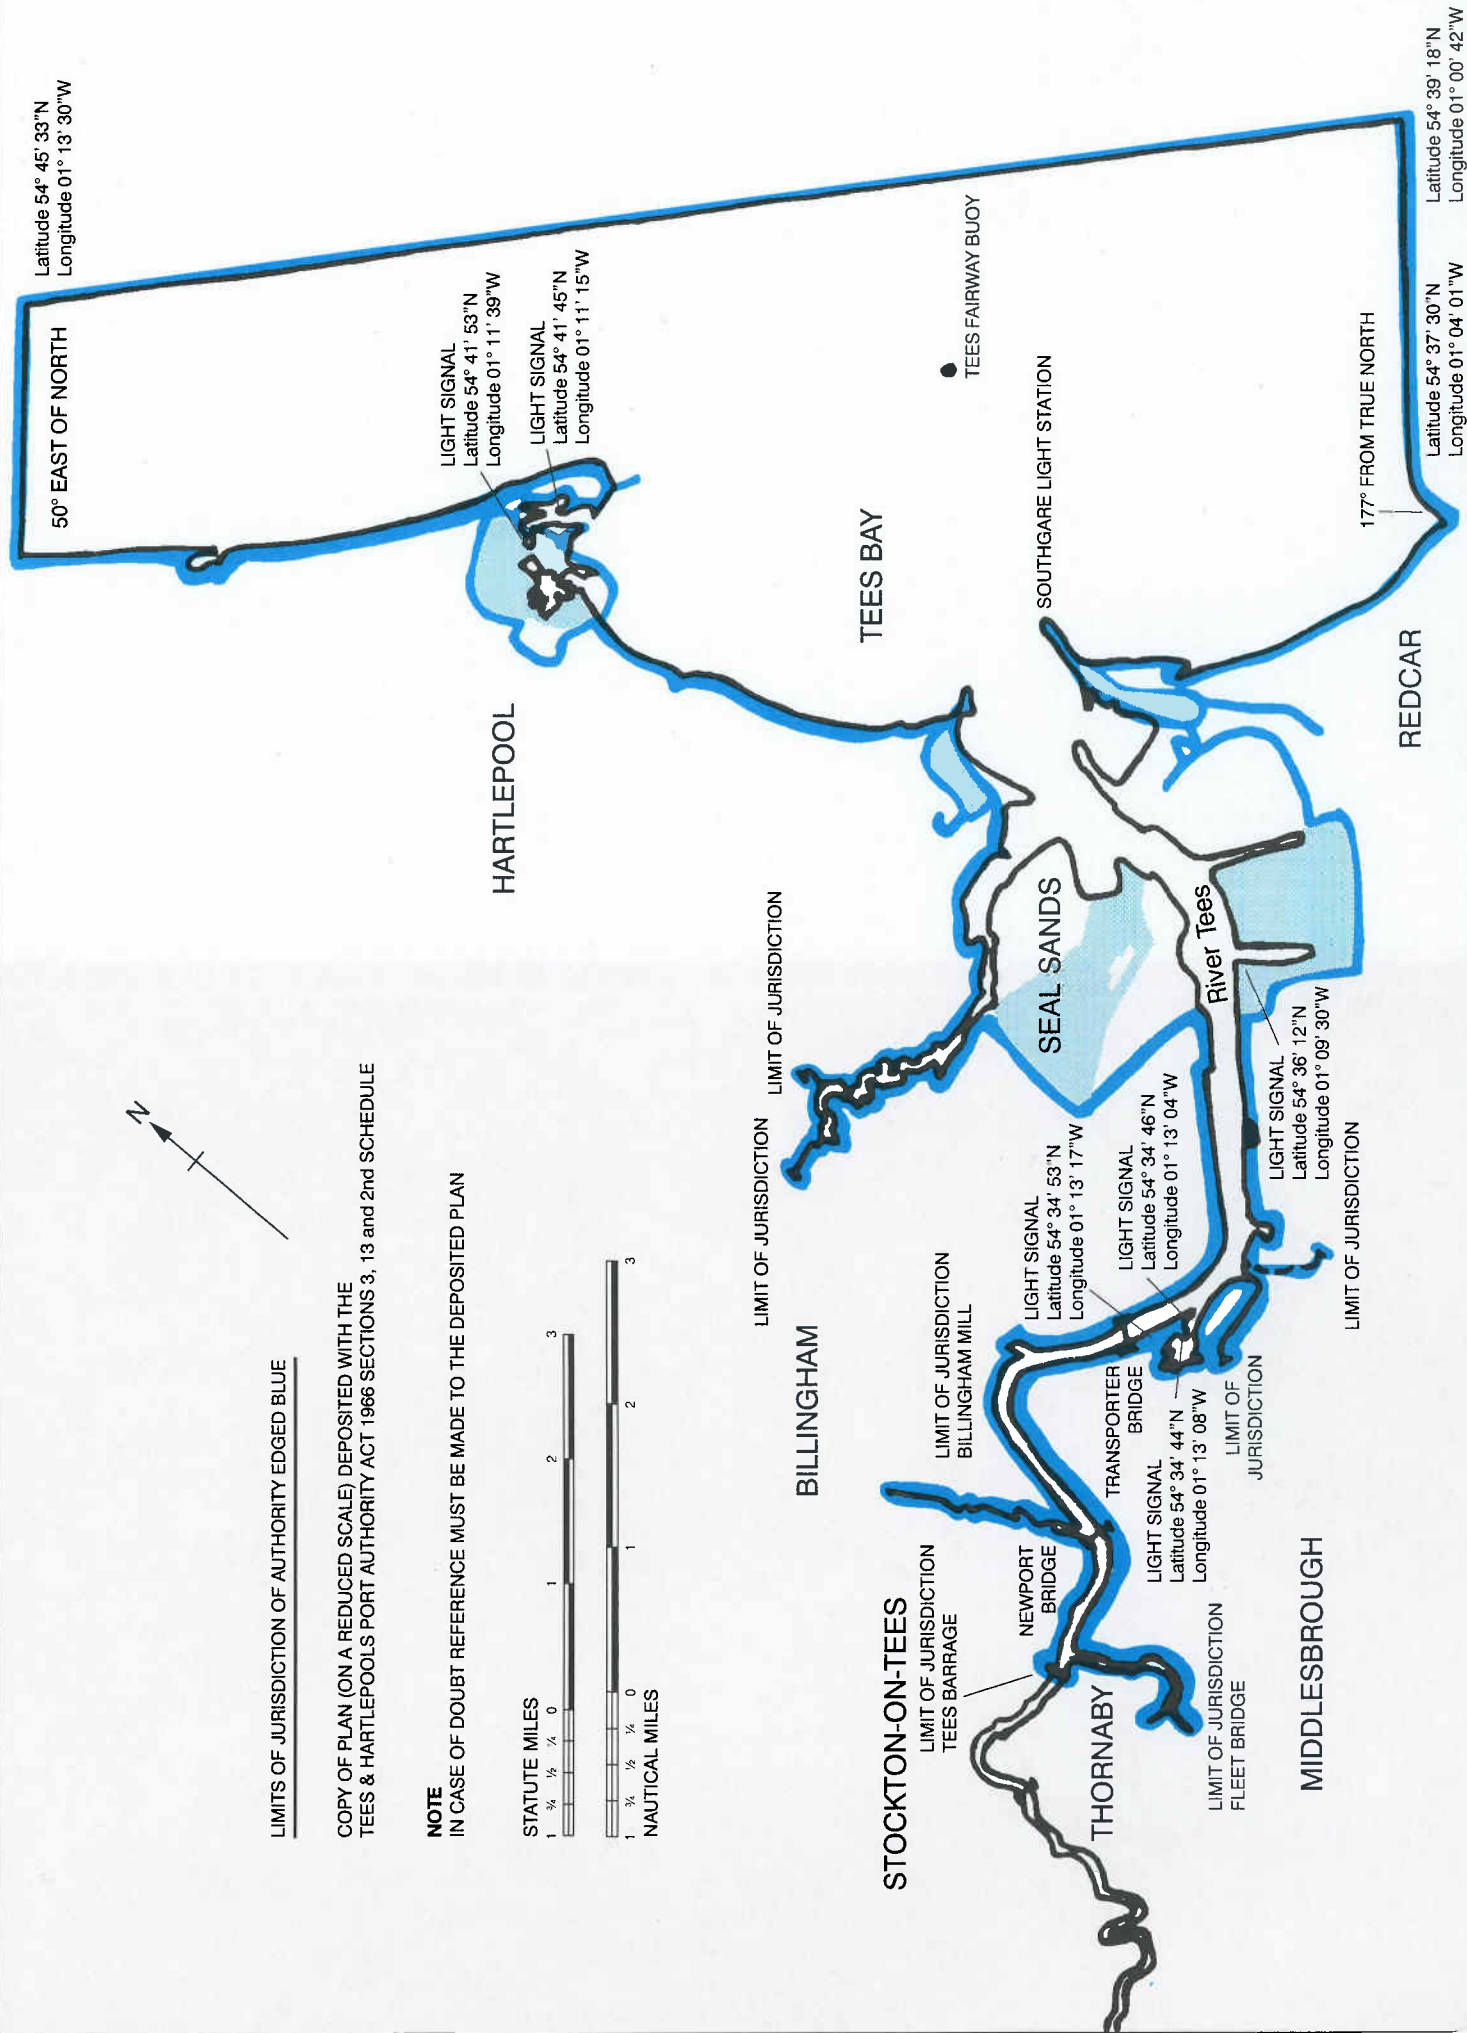 LIMITS OF JURISDICTION OF AUTHORITY EDGED BLUE
COPY OF PLAN (ON A REDUCED SCALE) DEPOSITED WITH THE
TEES & HARTLEPOOLS PORT AUTHORITY ACT 1966 SECTIONS 3, 13 and 2nd SCHEDULE
NOTE
IN CASE OF DOUBT REFERENCE MUST BE MADE TO THE DEPOSITED PLAN
N
STATUTE MILES
1 ¾ ½ ¼ 0 1 2 3
1 ¾ ½ ¼ 0 1 2 3
NAUTICAL MILES
Latitude 54° 45' 33"N
Longitude 01° 13' 30"W
50° EAST OF NORTH
LIGHT SIGNAL
Latitude 54° 41' 53"N
Longitude 01° 11' 39"W
LIGHT SIGNAL
Latitude 54° 41' 45"N
Longitude 01° 11' 15"W
HARTLEPOOL
TEES BAY
TEES FAIRWAY BUOY
SOUTHGARE LIGHT STATION
LIMIT OF JURISDICTION
LIMIT OF JURISDICTION
BILLINGHAM
SEAL SANDS
River Tees
LIMIT OF JURISDICTION
BILLINGHAM MILL
LIGHT SIGNAL
Latitude 54° 34' 53"N
Longitude 01° 13' 17"W
LIGHT SIGNAL
Latitude 54° 34' 46"N
Longitude 01° 13' 04"W
LIGHT SIGNAL
Latitude 54° 36' 12"N
Longitude 01° 09' 30"W
LIMIT OF JURISDICTION
STOCKTON-ON-TEES
LIMIT OF JURISDICTION
TEES BARRAGE
NEWPORT
BRIDGE
TRANSPORTER
BRIDGE
LIGHT SIGNAL
Latitude 54° 34' 44"N
Longitude 01° 13' 08"W
LIMIT OF
JURISDICTION
THORNABY
LIMIT OF JURISDICTION
FLEET BRIDGE
MIDDLESBROUGH
REDCAR
177° FROM TRUE NORTH
Latitude 54° 37' 30"N
Longitude 01° 04' 01"W
Latitude 54° 39' 18"N
Longitude 01° 00' 42"W